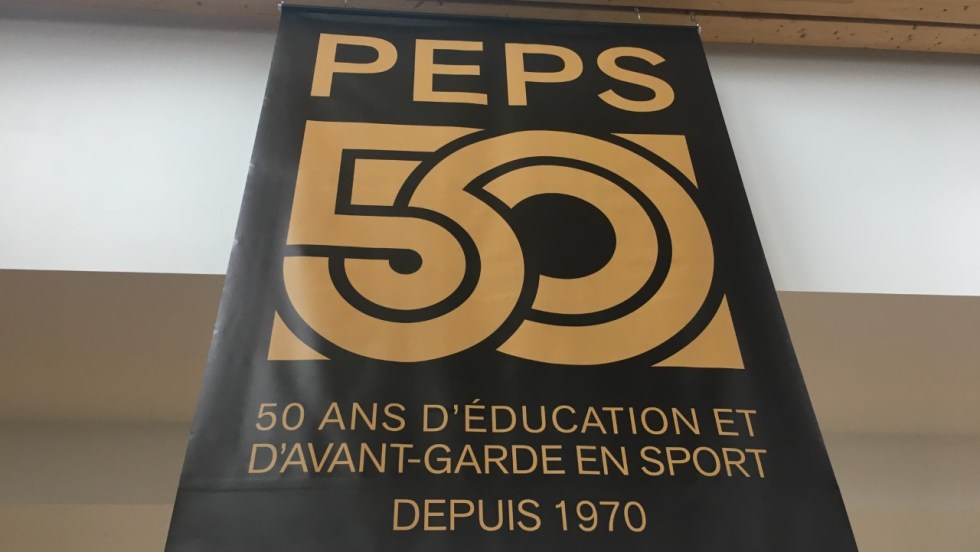 PEPS
50
50 ANS D'ÉDUCATION ET
D'AVANT-GARDE EN SPORT
DEPUIS 1970